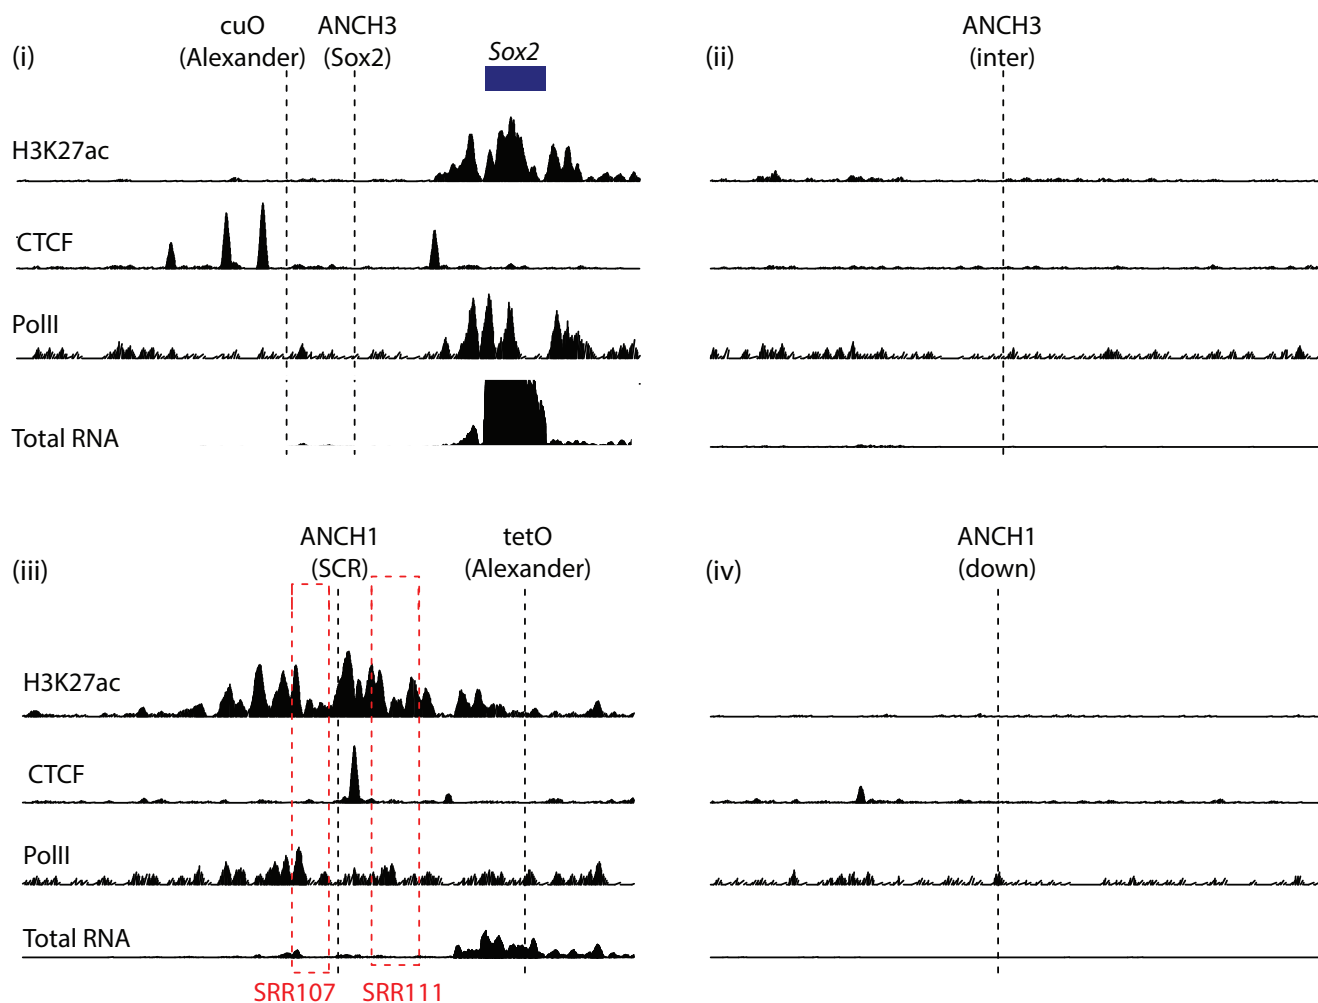 cuO
(Alexander)
ANCH3
(Sox2)
Sox2
(i)
H3K27ac
CTCF
PolII
Total RNA
ANCH3
(inter)
(ii)
ANCH1
(SCR)
tetO
(Alexander)
(iii)
H3K27ac
CTCF
PolII
Total RNA
SRR107
SRR111
ANCH1
(down)
(iv)